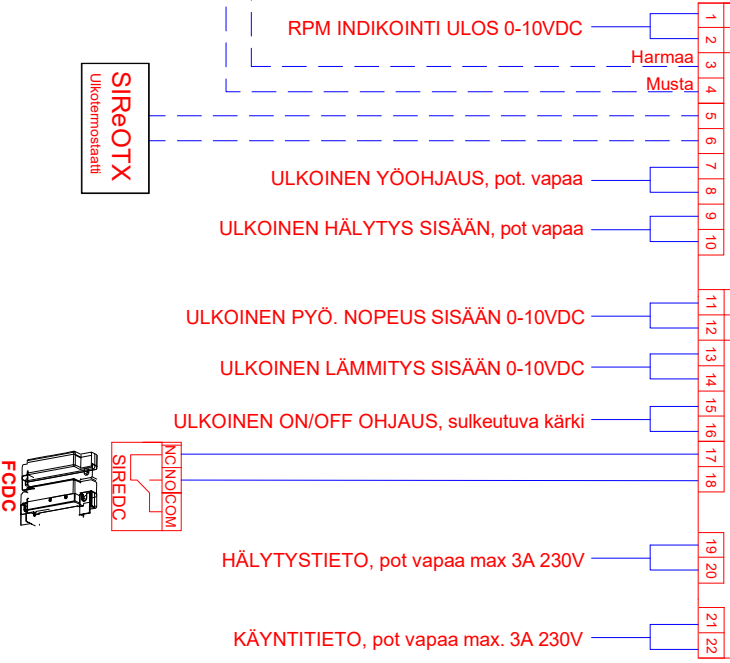 RPM INDIKOINTI ULOS 0-10VDC
1
2
Harmaa
3
Musta
4
5
6
SIReOTX
Ulkotermostaatti
ULKOINEN YÖOHJAUS, pot. vapaa
7
8
ULKOINEN HÄLYTYS SISÄÄN, pot vapaa
9
10
ULKOINEN PYÖ. NOPEUS SISÄÄN 0-10VDC
11
12
ULKOINEN LÄMMITYS SISÄÄN 0-10VDC
13
14
ULKOINEN ON/OFF OHJAUS, sulkeutuva kärki
15
16
17
18
NC NO COM
SIREDC
FCDC
HÄLYTYSTIETO, pot vapaa max 3A 230V
19
20
KÄYNTITIETO, pot vapaa max. 3A 230V
21
22